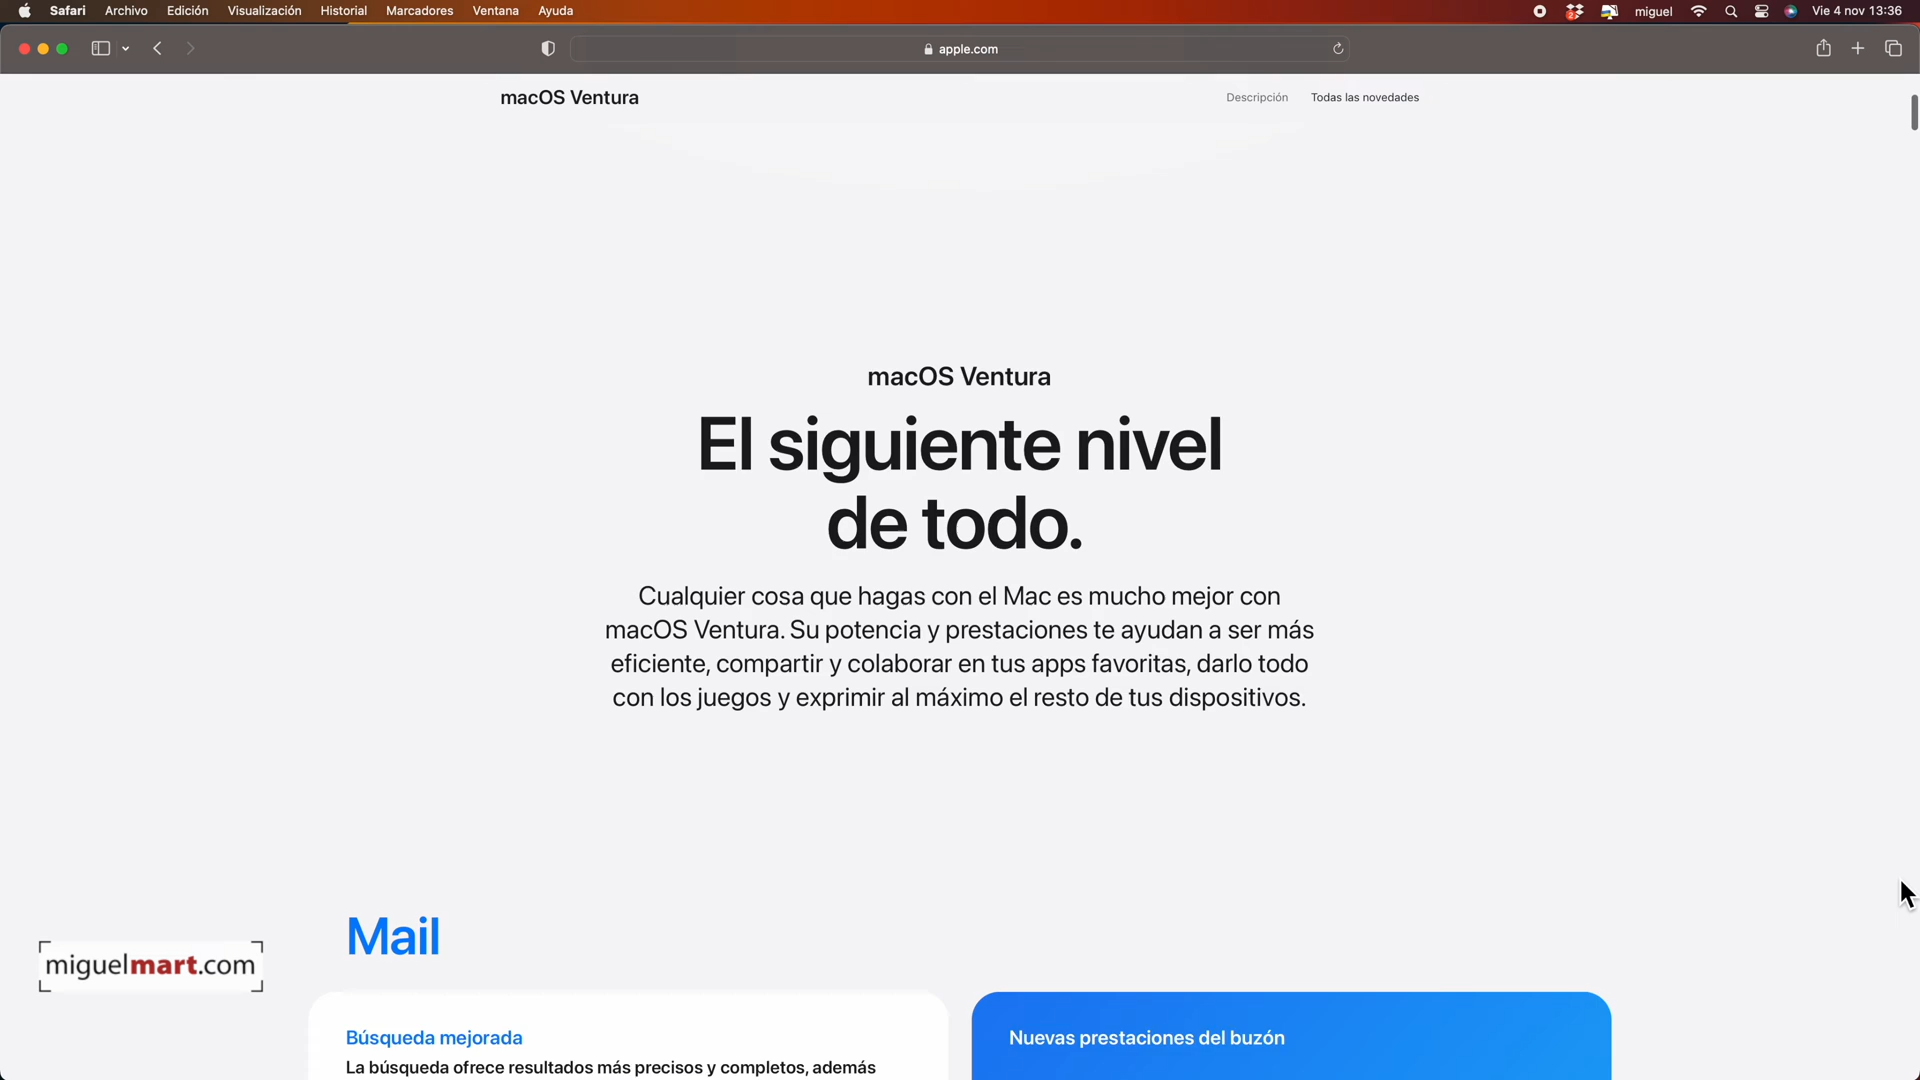 Safari Archivo Edición Visualización Historial Marcadores Ventana Ayuda
miguel
Vie 4 nov 13:36
apple.com
macOS Ventura
Descripción
Todas las novedades
macOS Ventura
El siguiente nivel
de todo.
Cualquier cosa que hagas con el Mac es mucho mejor con
macOS Ventura. Su potencia y prestaciones te ayudan a ser más
eficiente, compartir y colaborar en tus apps favoritas, darlo todo
con los juegos y exprimir al máximo el resto de tus dispositivos.
Mail
miguelmart.com
Búsqueda mejorada
La búsqueda ofrece resultados más precisos y completos, además
Nuevas prestaciones del buzón